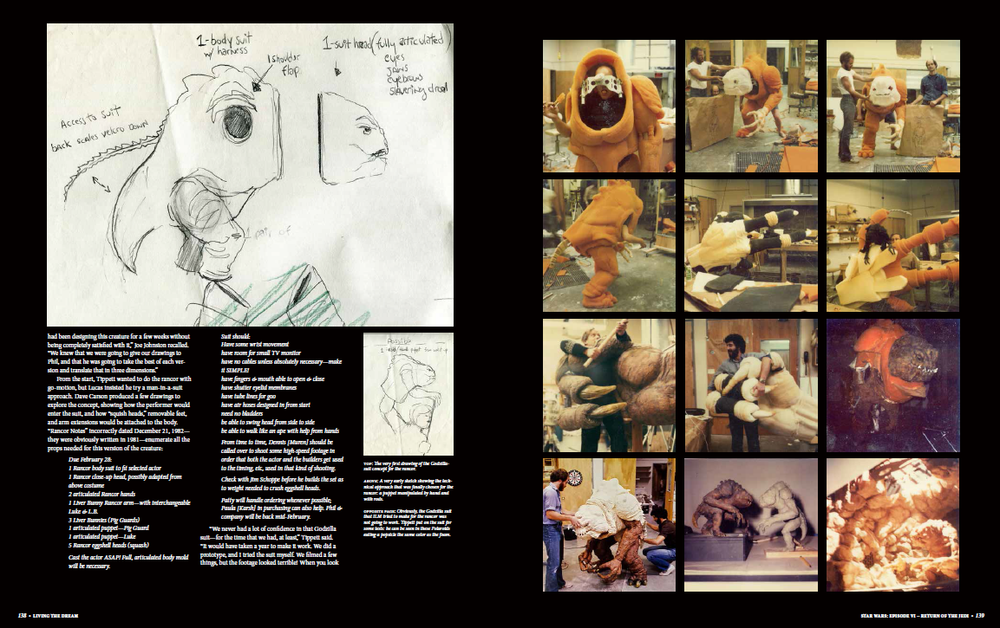 1-body suit
w/ harness
1 shoulder
flap
1-suit head (fully articulated)
eyes
jaws
eyebrows
slavering drool
Access to suit
back scales velcro down
1 pair of
had been designing this creature for a few weeks without
being completely satisfied with it,” Joe Johnston recalled.
“We knew that we were going to give our drawings to
Phil, and that he was going to take the best of each ver-
sion and translate that in three dimensions.”
From the start, Tippett wanted to do the rancor with
go-motion, but Lucas insisted he try a man-in-a-suit
approach. Dave Carson produced a few drawings to
explore the concept, showing how the performer would
enter the suit, and how “squish heads,” removable feet,
and arm extensions would be attached to the body.
“Rancor Notes” incorrectly dated December 21, 1982—
they were obviously written in 1981—enumerate all the
props needed for this version of the creature:
Due February 28:
1 Rancor body suit to fit selected actor
1 Rancor close-up head, possibly adapted from
above costume
2 articulated Rancor hands
1 Liver Bunny Rancor arm—with interchangeable
Luke & L.B.
3 Liver Bunnies (Pig Guards)
1 articulated puppet—Pig Guard
1 articulated puppet—Luke
5 Rancor eggshell heads (squash)
Cast the actor ASAP! Full, articulated body mold
will be necessary.
Suit should:
Have some wrist movement
have room for small TV monitor
have no cables unless absolutely necessary—make
it SIMPLE!
have fingers & mouth able to open & close
have shutter eyelid membranes
have tube lines for goo
have air hoses designed in from start
need no bladders
be able to swing head from side to side
be able to walk like an ape with help from hands
From time to time, Dennis [Muren] should be
called over to shoot some high-speed footage in
order that both the actor and the builders get used
to the timing, etc, used in that kind of shooting.
Check with Jim Schoppe before he builds the set as
to weight needed to crush eggshell heads.
Patty will handle ordering whenever possible;
Paula [Karsh] in purchasing can also help. Phil &
company will be back mid-February.
“We never had a lot of confidence in that Godzilla
suit—for the time that we had, at least,” Tippett said.
“It would have taken a year to make it work. We did a
prototype, and I tried the suit myself. We filmed a few
things, but the footage looked terrible! When you look
Possible
TOP: The very first drawing of the Godzilla-
suit concept for the rancor.
ABOVE: A very early sketch showing the tech-
nical approach that was finally chosen for the
rancor: a puppet manipulated by hand and
with rods.
OPPOSITE PAGE: Obviously, the Godzilla suit
that ILM tried to make for the rancor was
not going to work. Tippett put on the suit for
some tests: he can be seen in these Polaroids
eating a popsicle the same color as the foam.
138 • LIVING THE DREAM
STAR WARS: EPISODE VI – RETURN OF THE JEDI • 139